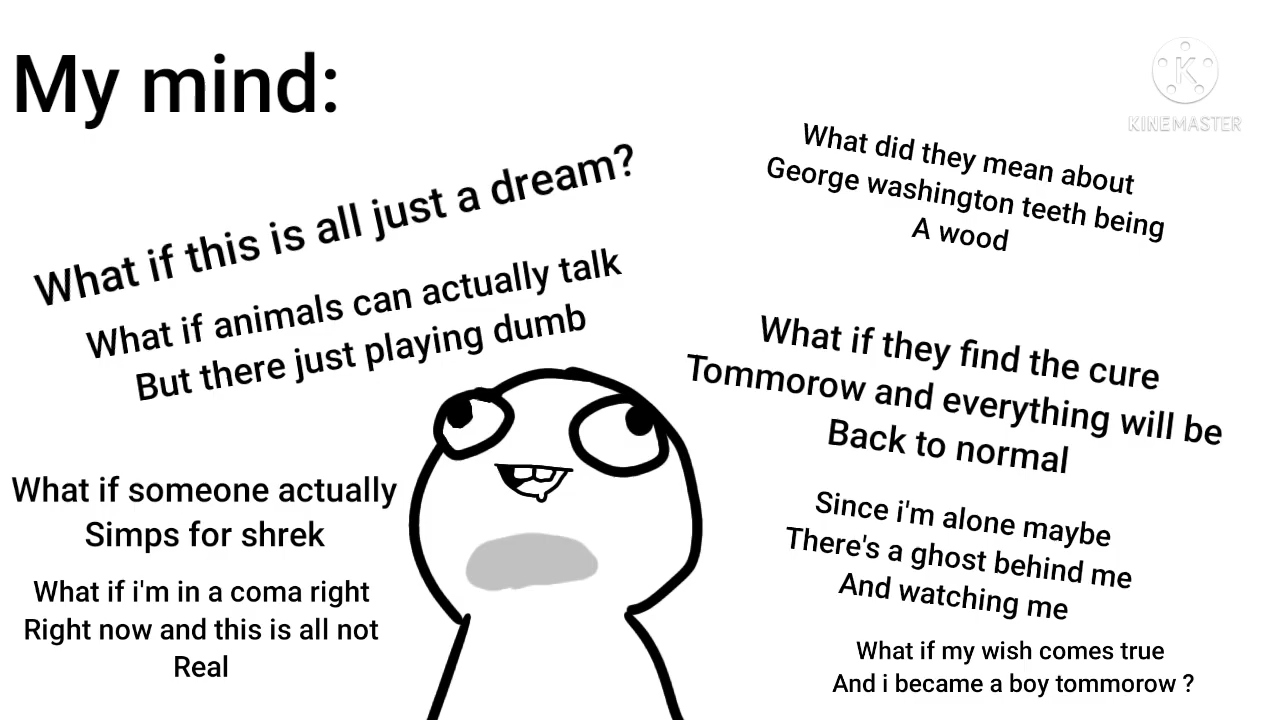 My mind:
What if this is all just a dream?
What if animals can actually talk
But there just playing dumb
What if someone actually
Simps for shrek
What if i'm in a coma right
Right now and this is all not
Real
KINEMASTER
What did they mean about
George washington teeth being
A wood
What if they find the cure
Tommorow and everything will be
Back to normal
Since i'm alone maybe
There's a ghost behind me
And watching me
What if my wish comes true
And i became a boy tommorow ?